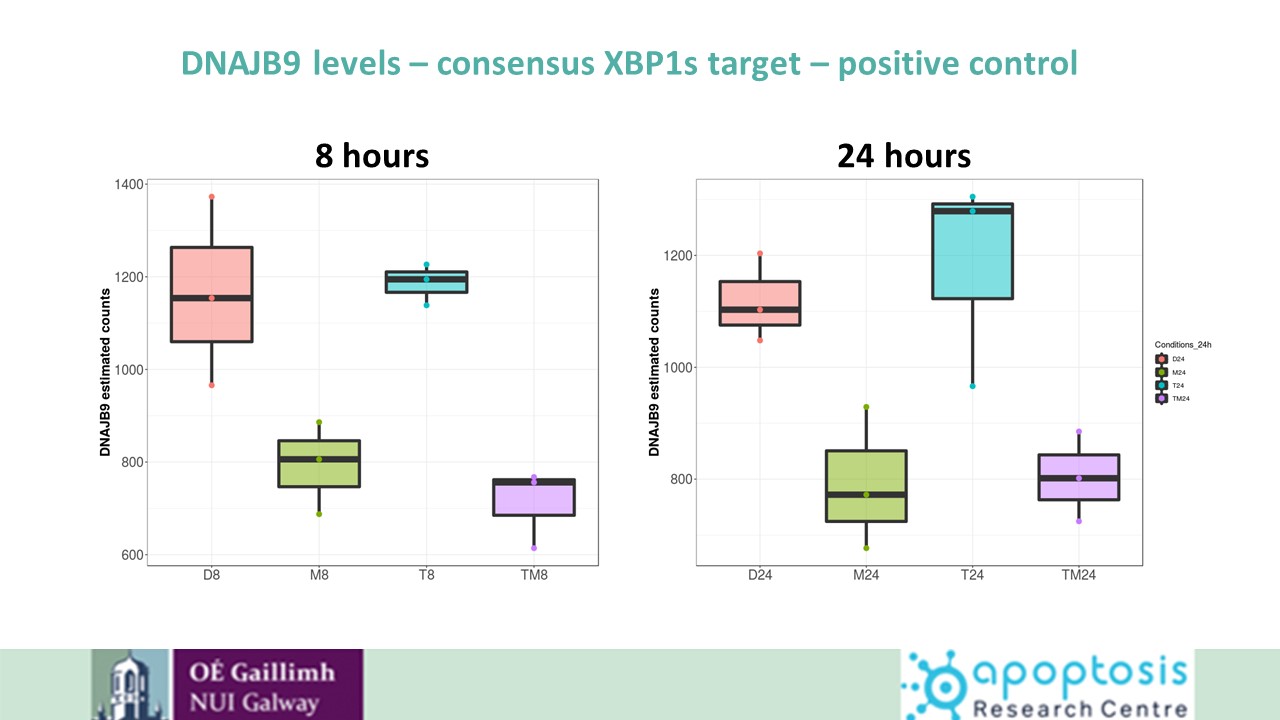 DNAJB9 levels – consensus XBP1s target – positive control
8 hours
24 hours
DNAJB9 estimated counts
1400
1200
1000
800
600
D8 M8 T8 TM8
DNAJB9 estimated counts
1200
1000
800
D24 M24 T24 TM24
Conditions_24h
D24
M24
T24
TM24
OÉ Gaillimh
NUI Galway
apoptosis
Research Centre